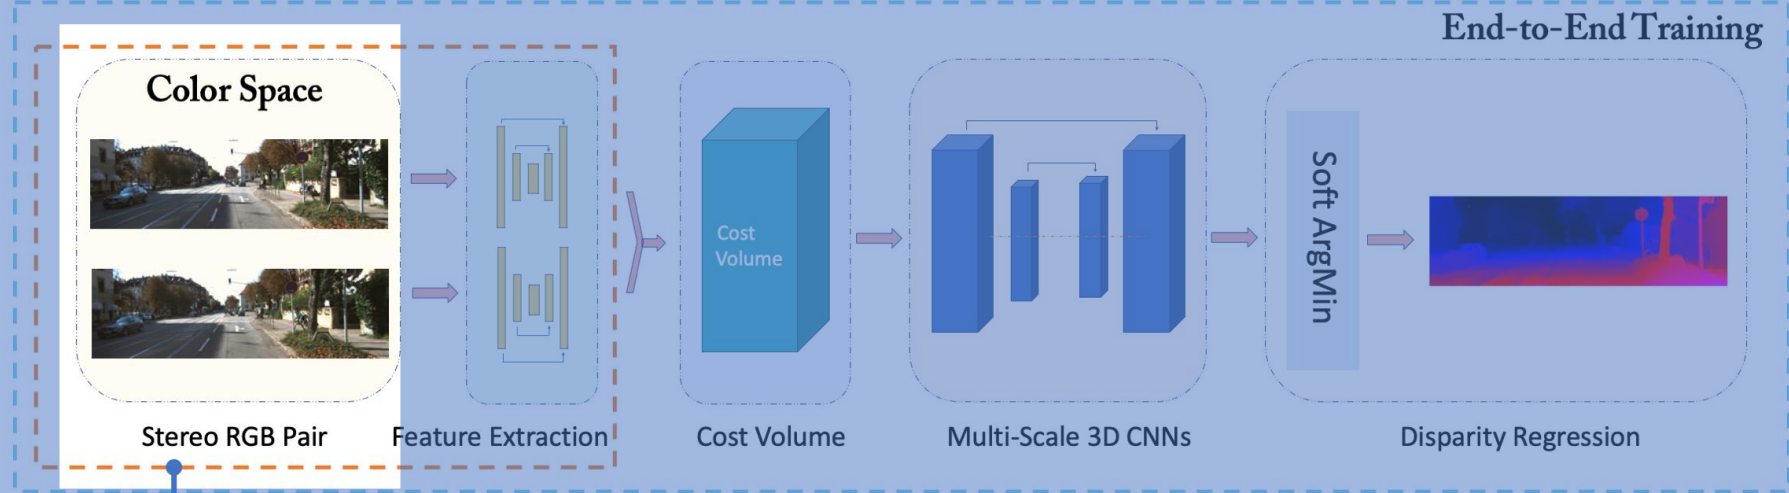 End-to-End Training
Color Space
Cost
Volume
Soft ArgMin
Stereo RGB Pair
Feature Extraction
Cost Volume
Multi-Scale 3D CNNs
Disparity Regression